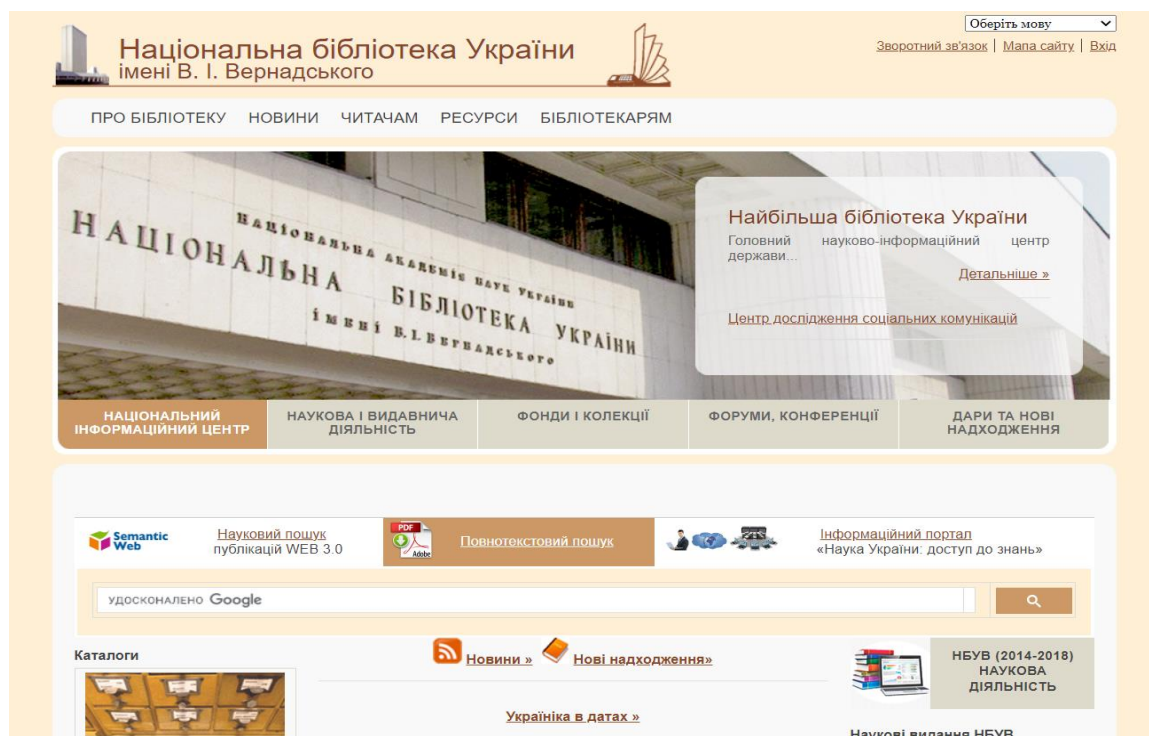 Оберіть мову
Національна бібліотека України
імені В. І. Вернадського
Зворотний зв'язок | Мапа сайту | Вхід
ПРО БІБЛІОТЕКУ НОВИНИ ЧИТАЧАМ РЕСУРСИ БІБЛІОТЕКАРЯМ
НАЦІОНАЛЬНА АКАДЕМІЯ НАУК УКРАЇНИ
НАЦІОНАЛЬНА БІБЛІОТЕКА УКРАЇНИ
імені В.І.Вернадського
Найбільша бібліотека України
Головний науково-інформаційний центр
держави...
Детальніше »
Центр дослідження соціальних комунікацій
НАЦІОНАЛЬНИЙ
ІНФОРМАЦІЙНИЙ ЦЕНТР
НАУКОВА І ВИДАВНИЧА
ДІЯЛЬНІСТЬ
ФОНДИ І КОЛЕКЦІЇ
ФОРУМИ, КОНФЕРЕНЦІЇ
ДАРИ ТА НОВІ
НАДХОДЖЕННЯ
Semantic
Web
Науковий пошук
публікацій WEB 3.0
PDF
Adobe
Повнотекстовий пошук
Інформаційний портал
«Наука України: доступ до знань»
УДОСКОНАЛЕНО Google
Каталоги
Новини » Нові надходження»
Україніка в датах »
НБУВ (2014-2018)
НАУКОВА
ДІЯЛЬНІСТЬ
Наукові видання НБУВ